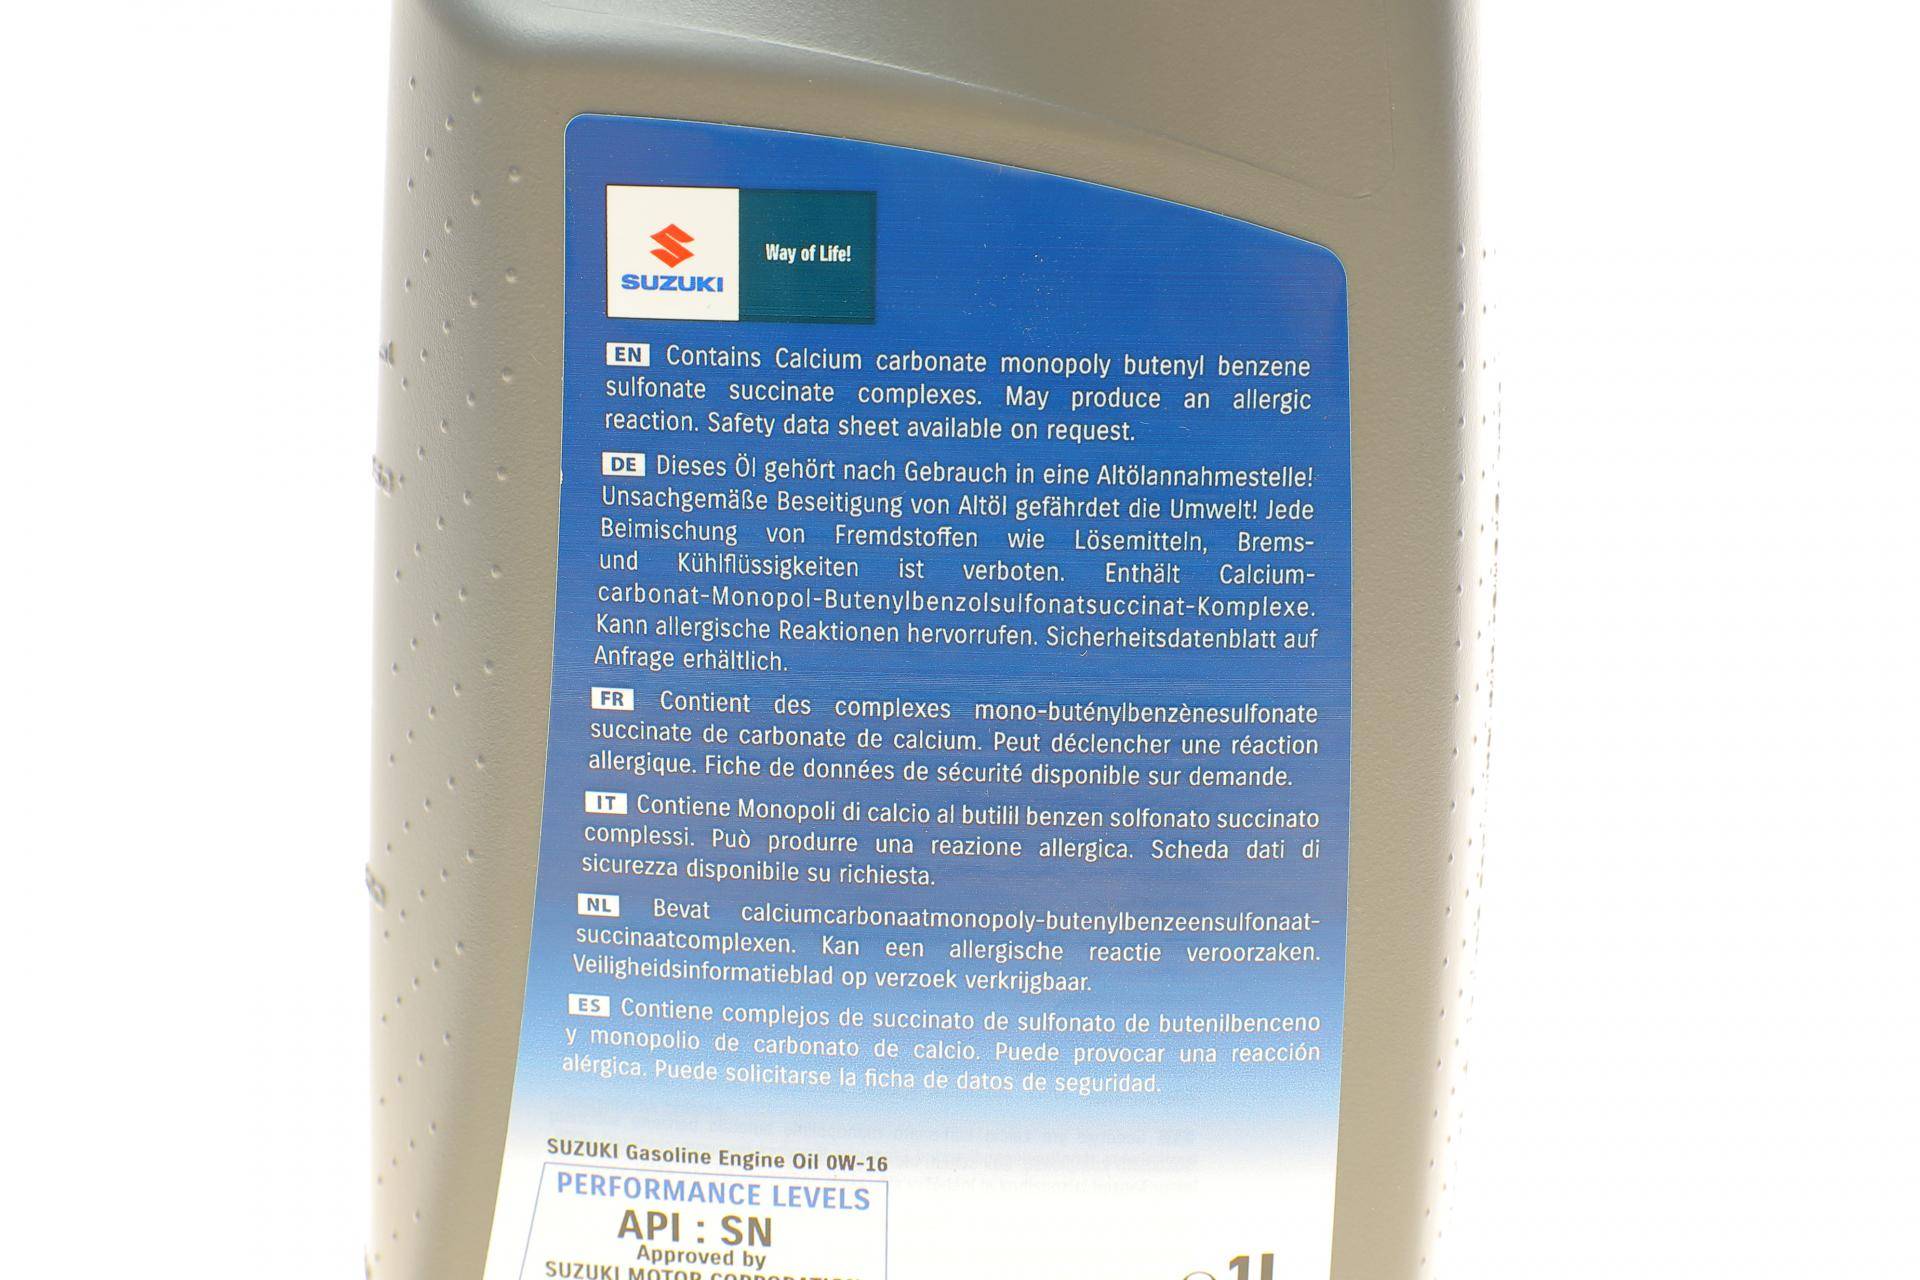 SUZUKI
Way of Life!
EN Contains Calcium carbonate monopoly butenyl benzene
sulfonate succinate complexes. May produce an allergic
reaction. Safety data sheet available on request.
DE Dieses Öl gehört nach Gebrauch in eine Altölannahmestelle!
Unsachgemäße Beseitigung von Altöl gefährdet die Umwelt! Jede
Beimischung von Fremdstoffen wie Lösemitteln, Brems-
und Kühlflüssigkeiten ist verboten. Enthält Calcium-
carbonat-Monopol-Butenylbenzolsulfonatsuccinat-Komplexe.
Kann allergische Reaktionen hervorrufen. Sicherheitsdatenblatt auf
Anfrage erhältlich.
FR Contient des complexes mono-buténylbenzènesulfonate
succinate de carbonate de calcium. Peut déclencher une réaction
allergique. Fiche de données de sécurité disponible sur demande.
IT Contiene Monopoli di calcio al butilil benzen solfonato succinato
complessi. Può produrre una reazione allergica. Scheda dati di
sicurezza disponibile su richiesta.
NL Bevat calciumcarbonaatmonopoly-butenylbenzeensulfonaat-
succinaatcomplexen. Kan een allergische reactie veroorzaken.
Veiligheidsinformatieblad op verzoek verkrijgbaar.
ES Contiene complejos de succinato de sulfonato de butenilbenceno
y monopolio de carbonato de calcio. Puede provocar una reacción
alérgica. Puede solicitarse la ficha de datos de seguridad.
SUZUKI Gasoline Engine Oil 0W-16
PERFORMANCE LEVELS
API : SN
Approved by
SUZUKI MOTOR CORPORATION
1L